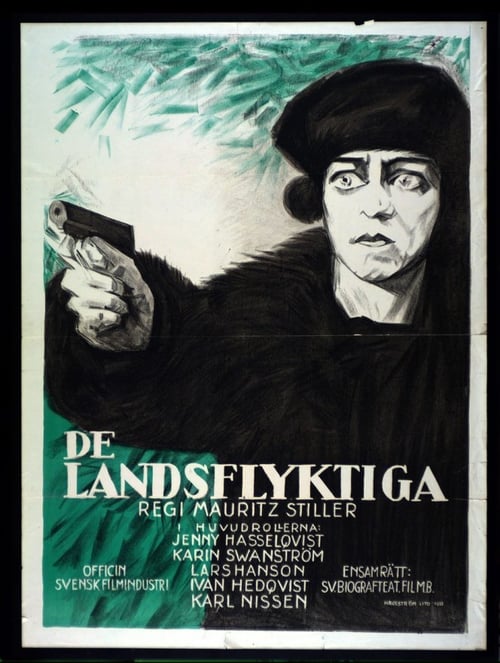 DE
LANDSFLYKTIGA
REGI MAURITZ STILLER
I HUVUDROLLERNA:
JENNY HASSELQVIST
KARIN SWANSTRÖM
LARS HANSON
IVAN HEDQVIST
KARL NISSEN
OFFICIN
SVENSK FILMINDUSTRI
ENSAMRÄTT:
SV. BIOGRAFTEAT. FILM.B.